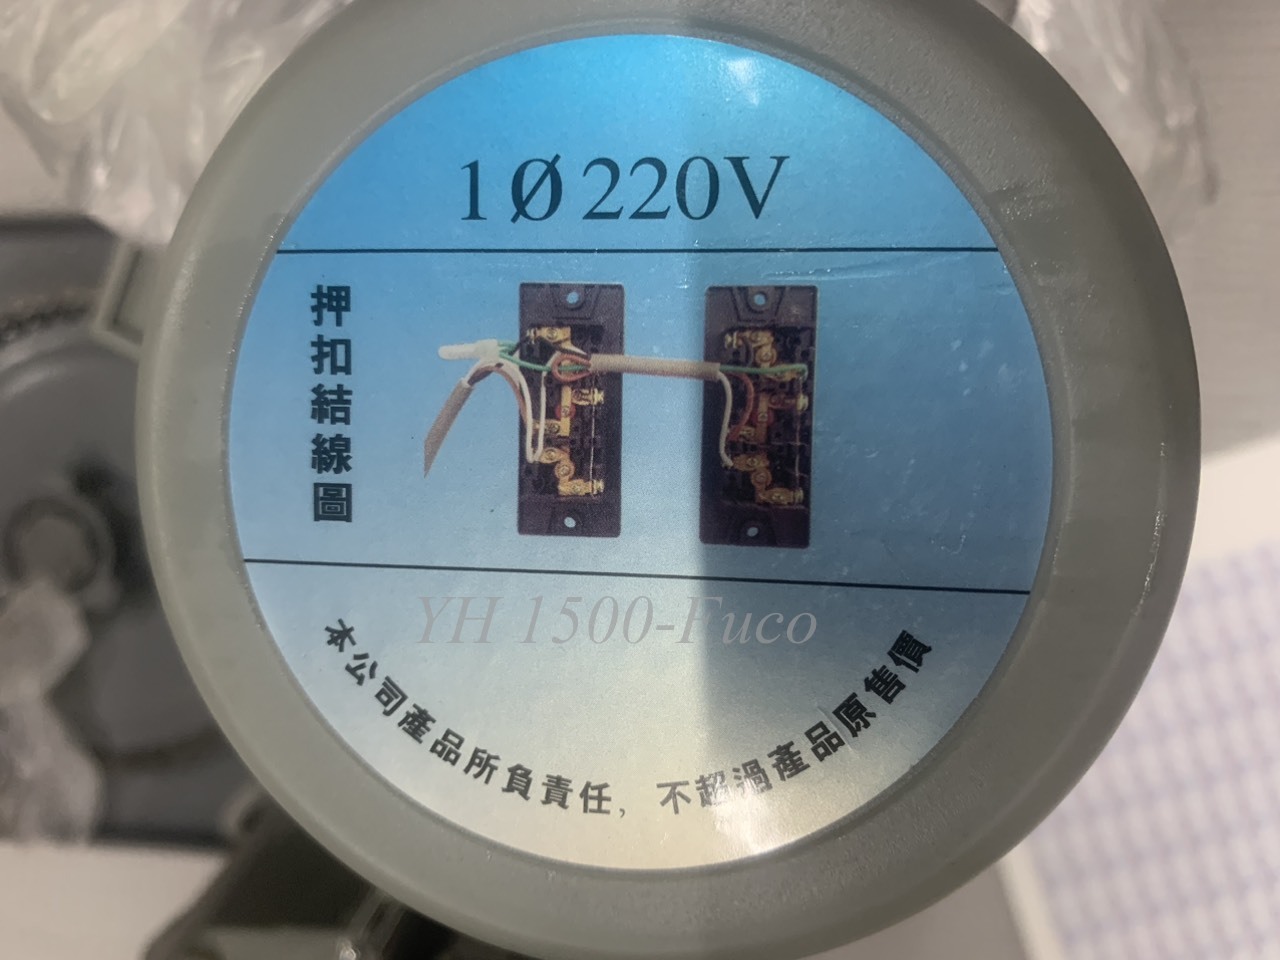 1Ø220V
押扣結線圖
YH 1500-Fuco
本公司產品所負責任，不超過產品原售價